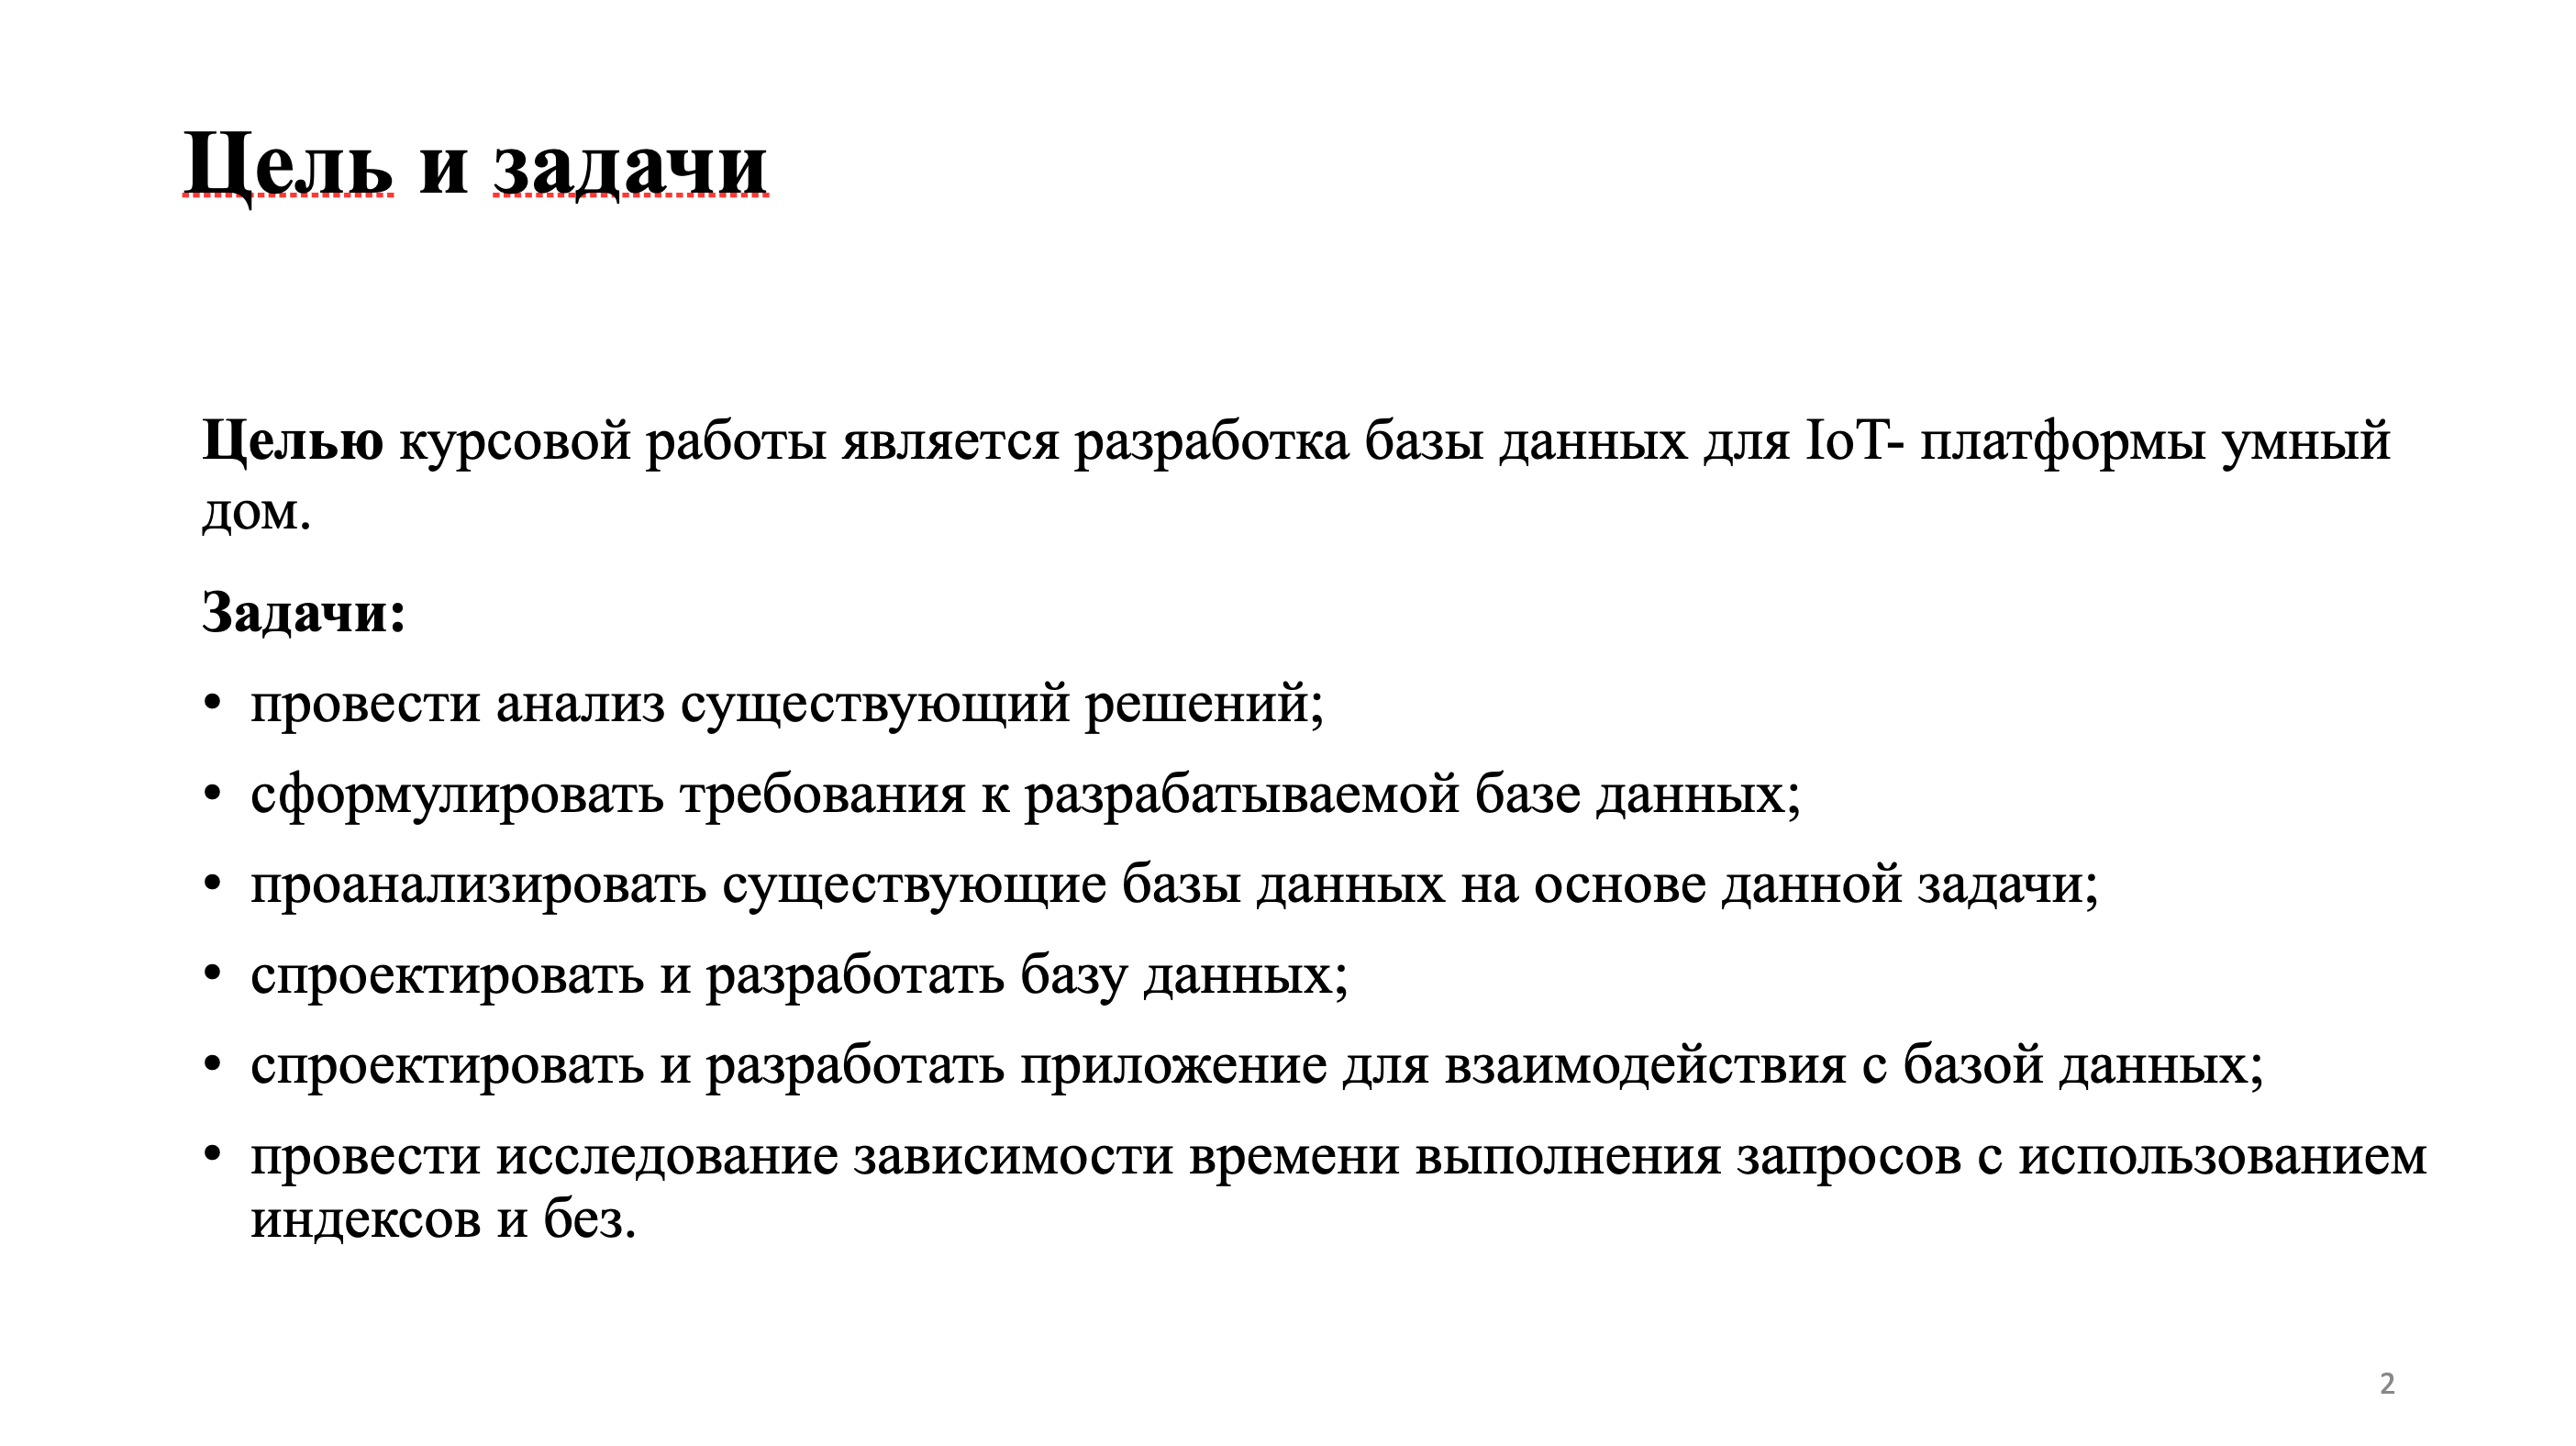 Цель и задачи
Целью курсовой работы является разработка базы данных для IoT- платформы умный
дом.
Задачи:
• провести анализ существующий решений;
• сформулировать требования к разрабатываемой базе данных;
• проанализировать существующие базы данных на основе данной задачи;
• спроектировать и разработать базу данных;
• спроектировать и разработать приложение для взаимодействия с базой данных;
• провести исследование зависимости времени выполнения запросов с использованием
индексов и без.
2